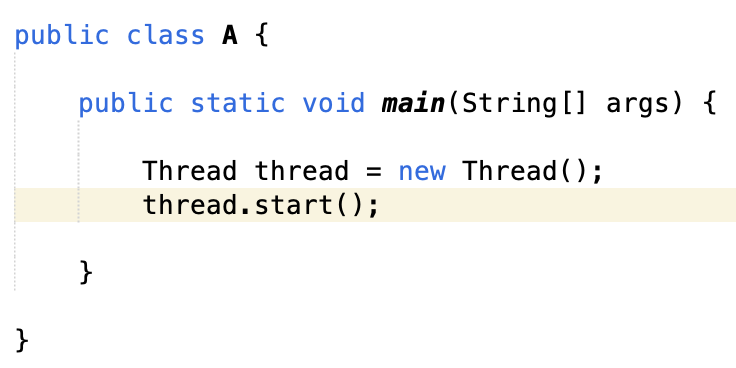 public class A {
public static void main(String[] args) {
Thread thread = new Thread();
thread.start();
}
}